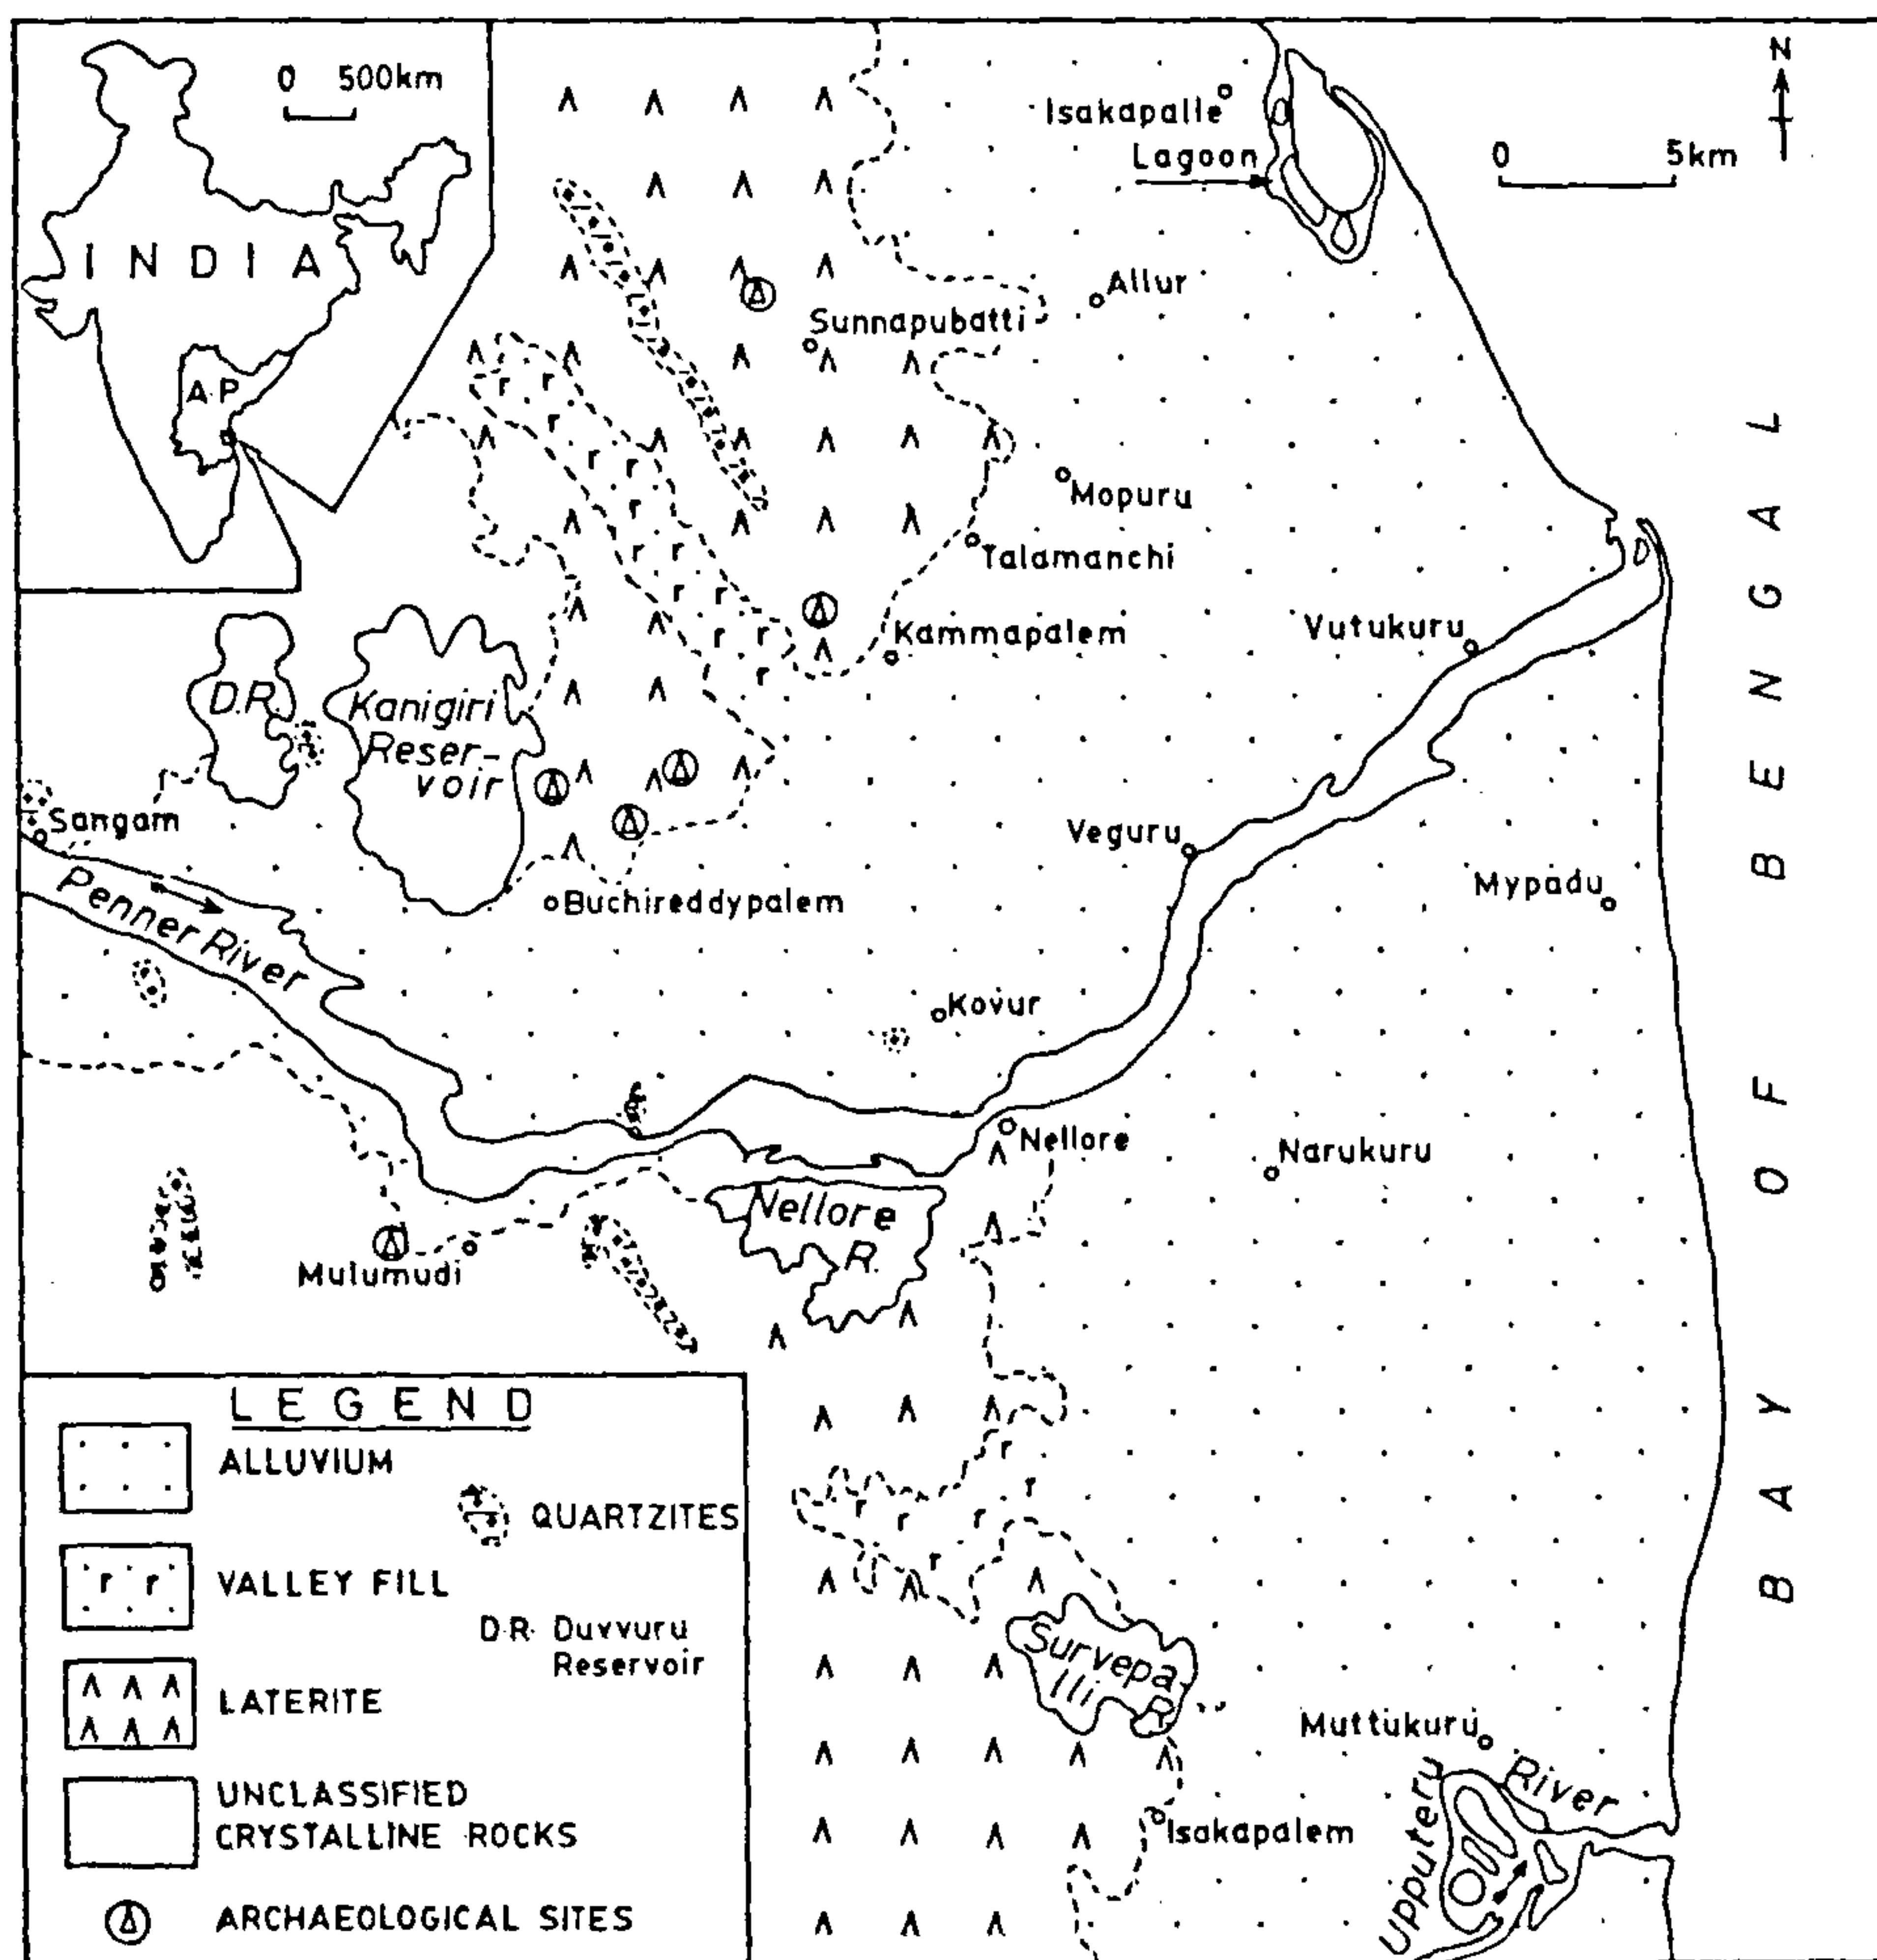 0 500km
INDIA
A.P
N
0 5km
Isakapalle
Lagoon
Allur
Sunnapubatti
Mopuru
Talamanchi
Kammapalem
Vutukuru
D.R.
Kanigiri
Reser-
voir
Sangam
Veguru
Mypadu
Buchireddypalem
Penner River
Kovur
Nellore
Narukuru
Nellore
R.
Mulumudi
BAY OF BENGAL
Survepa
lli
R.
Muttukuru
Upputeru River
Isakapalem
LEGEND
ALLUVIUM
QUARTZITES
VALLEY FILL
D.R. Duvvuru
Reservoir
LATERITE
UNCLASSIFIED
CRYSTALLINE ROCKS
ARCHAEOLOGICAL SITES